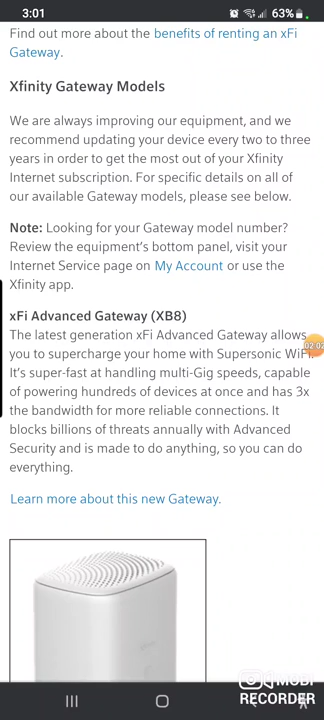 3:01
63%
Find out more about the benefits of renting an xFi
Gateway.
Xfinity Gateway Models
We are always improving our equipment, and we
recommend updating your device every two to three
years in order to get the most out of your Xfinity
Internet subscription. For specific details on all of
our available Gateway models, please see below.
Note: Looking for your Gateway model number?
Review the equipment's bottom panel, visit your
Internet Service page on My Account or use the
Xfinity app.
xFi Advanced Gateway (XB8)
The latest generation xFi Advanced Gateway allows
you to supercharge your home with Supersonic WiFi.
02:02
It's super-fast at handling multi-Gig speeds, capable
of powering hundreds of devices at once and has 3x
the bandwidth for more reliable connections. It
blocks billions of threats annually with Advanced
Security and is made to do anything, so you can do
everything.
Learn more about this new Gateway.
MOBI
RECORDER